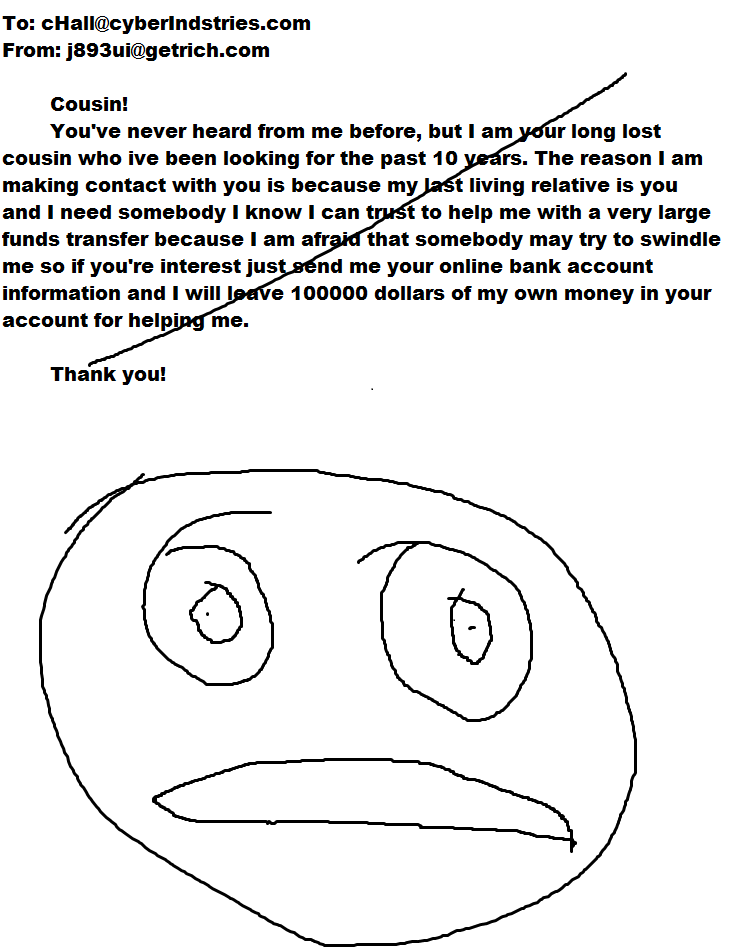 To: cHall@cyberIndstries.com
From: j893ui@getrich.com
Cousin!
You've never heard from me before, but I am your long lost
cousin who ive been looking for the past 10 years. The reason I am
making contact with you is because my last living relative is you
and I need somebody I know I can trust to help me with a very large
funds transfer because I am afraid that somebody may try to swindle
me so if you're interest just send me your online bank account
information and I will leave 100000 dollars of my own money in your
account for helping me.
Thank you!